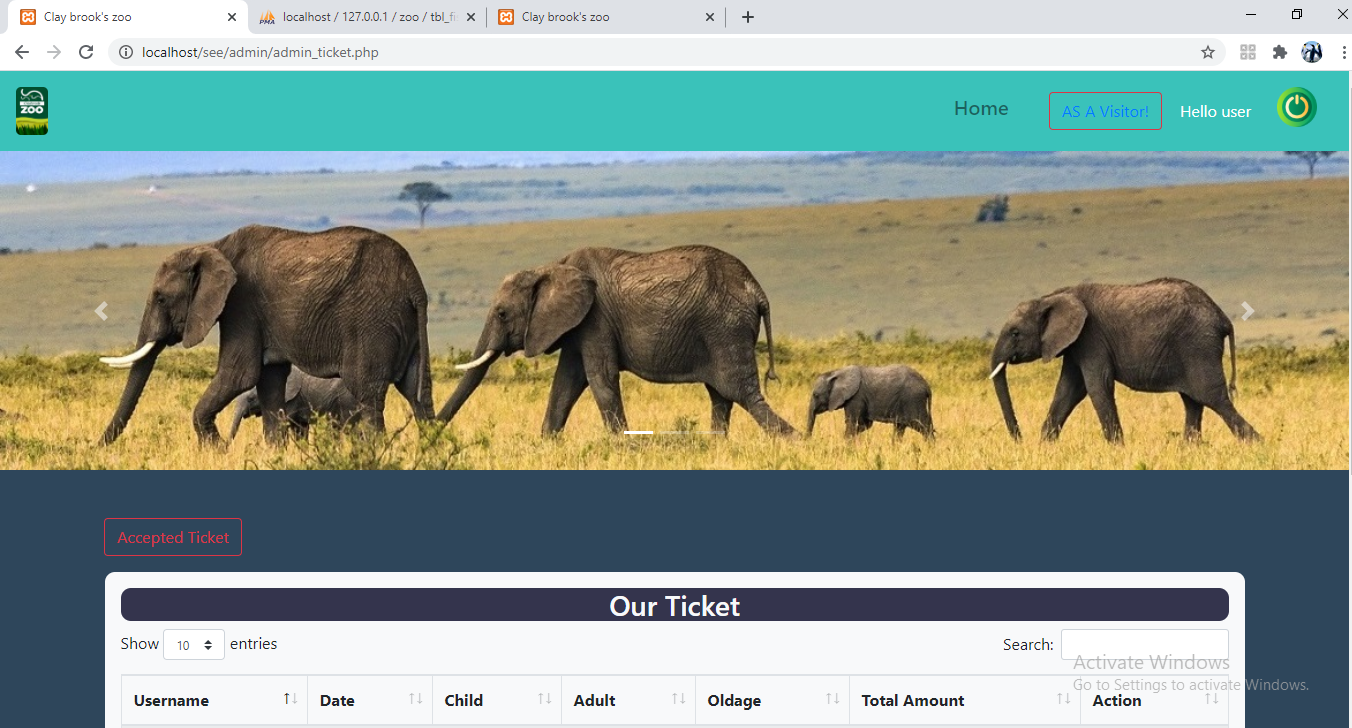 Clay brook's zoo
localhost / 127.0.0.1 / zoo / tbl_fi
Clay brook's zoo
localhost/see/admin/admin_ticket.php
ZOO
Home
AS A Visitor!
Hello user
Accepted Ticket
Our Ticket
Show 10 entries
Search:
Activate Windows
Go to Settings to activate Windows.
Username Date Child Adult Oldage Total Amount Action